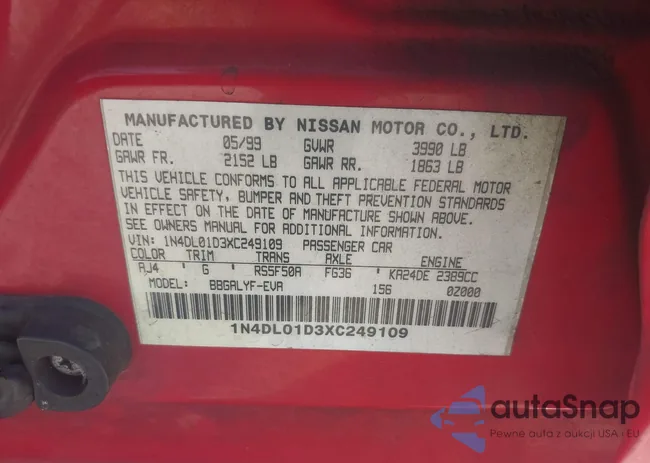 MANUFACTURED BY NISSAN MOTOR CO., LTD.
DATE 05/99 GVWR 3990 LB
GAWR FR. 2152 LB GAWR RR. 1863 LB
THIS VEHICLE CONFORMS TO ALL APPLICABLE FEDERAL MOTOR
VEHICLE SAFETY, BUMPER AND THEFT PREVENTION STANDARDS
IN EFFECT ON THE DATE OF MANUFACTURE SHOWN ABOVE.
SEE OWNERS MANUAL FOR ADDITIONAL INFORMATION.
VIN: 1N4DL01D3XC249109 PASSENGER CAR
COLOR TRIM TRANS AXLE
AJ4 G RS5F50A FG36 KA24DE 2389CC
MODEL: BBGALYF-EVA 156 0Z000
1N4DL01D3XC249109
autaSnap
Pewne auta z aukcji USA i EU